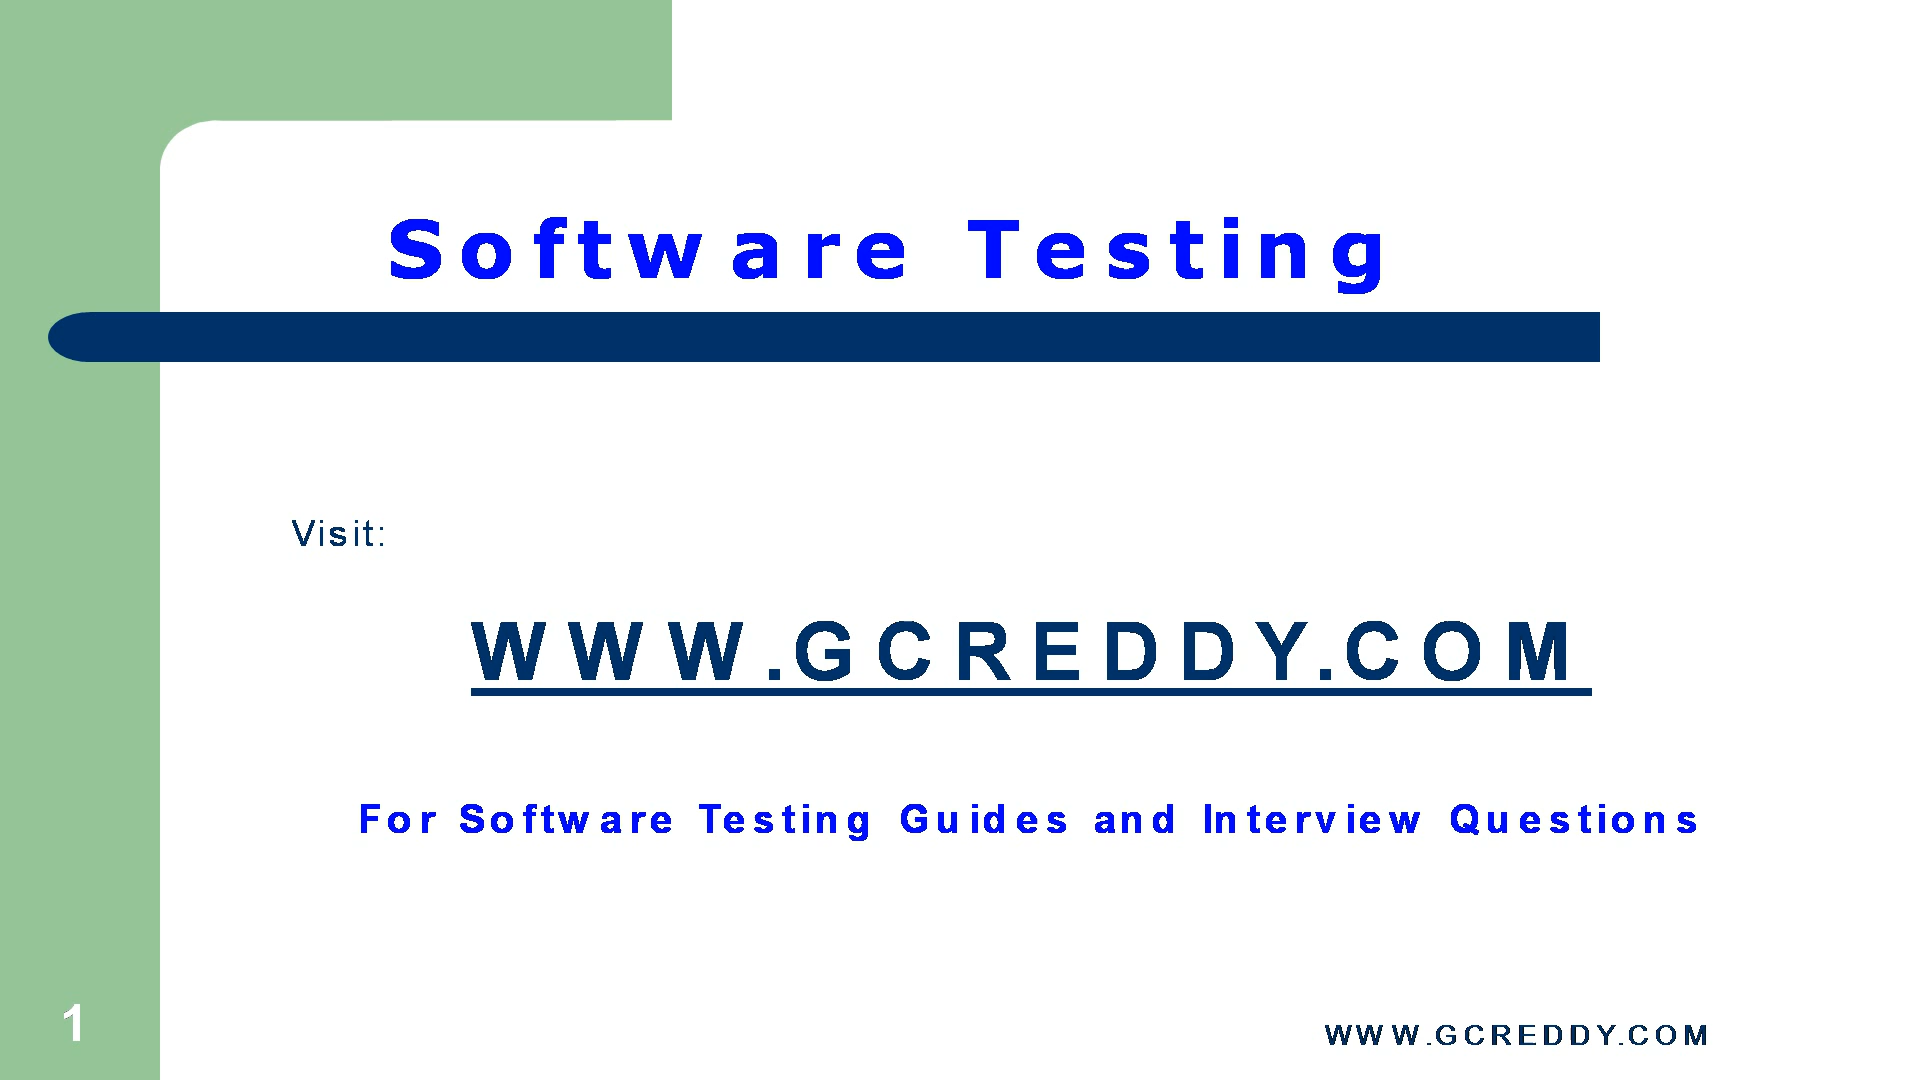 Software Testing
Visit:
WWW.GCREDDY.COM
For Software Testing Guides and Interview Questions
1
WWW.GCREDDY.COM